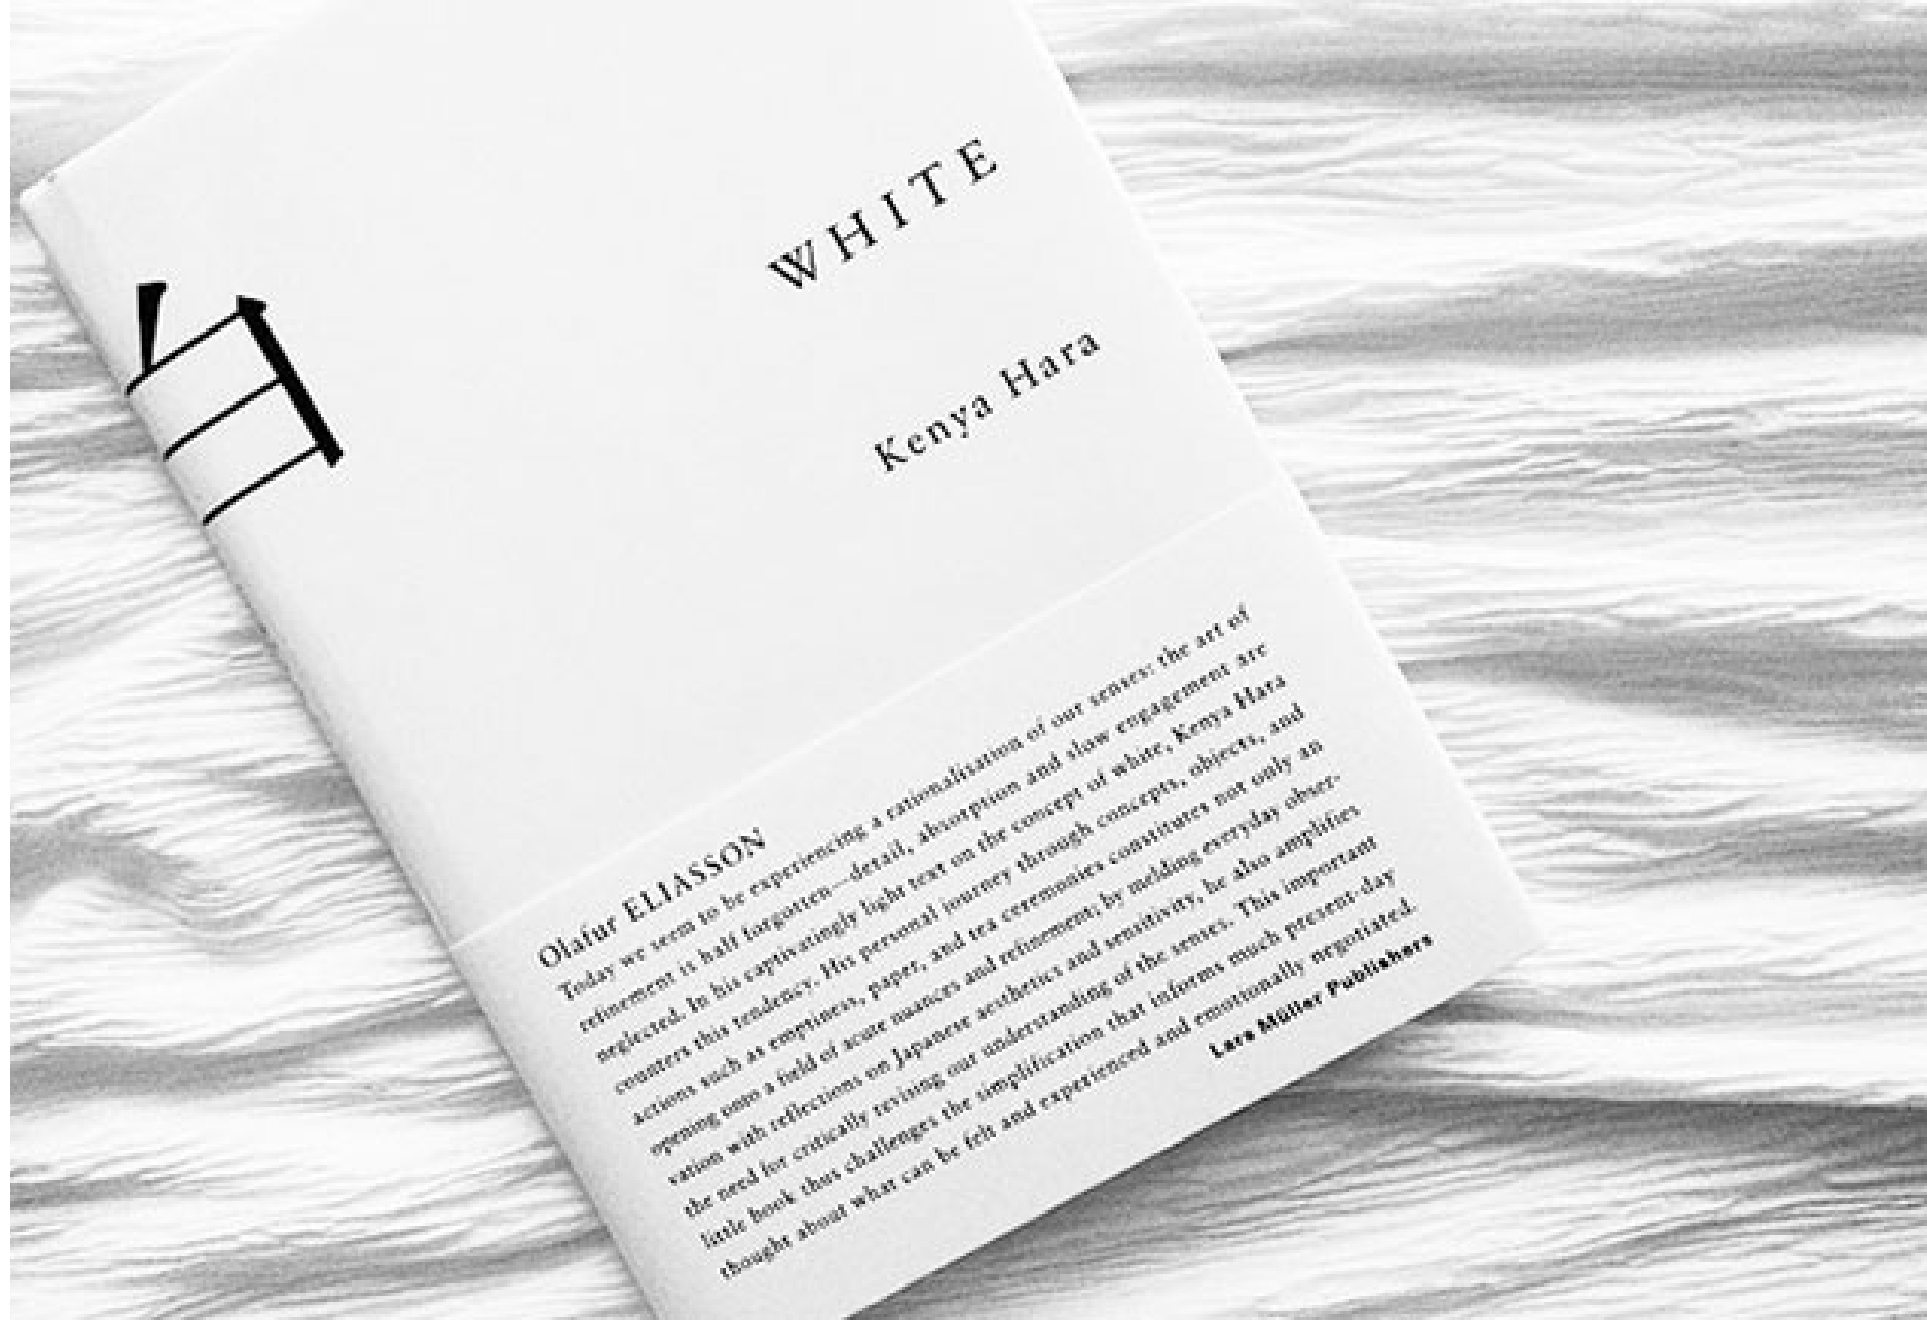 白
WHITE
Kenya Hara
Olafur ELIASSON
Today we seem to be experiencing a rationalisation of our senses: the art of
refinement is half forgotten—detail, absorption and slow engagement are
neglected. In his captivatingly light text on the concept of white, Kenya Hara
counters this tendency. His personal journey through concepts, objects, and
actions such as emptiness, paper, and tea ceremonies constitutes not only an
opening onto a field of acute nuances and refinement; by melding everyday obser-
vation with reflections on Japanese aesthetics and sensitivity, he also amplifies
the need for critically revising our understanding of the senses. This important
little book thus challenges the simplification that informs much present-day
thought about what can be felt and experienced and emotionally negotiated.
Lars Müller Publishers